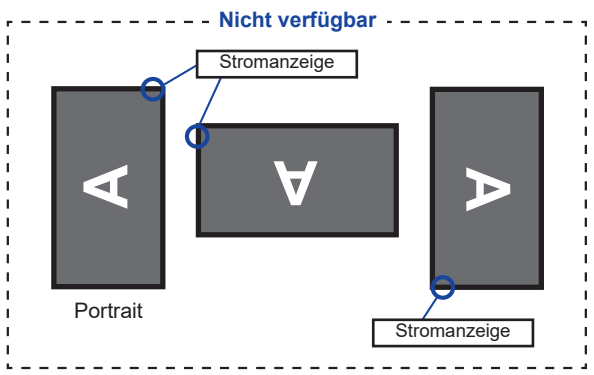 Nicht verfügbar
Stromanzeige
A
A
A
Portrait
Stromanzeige